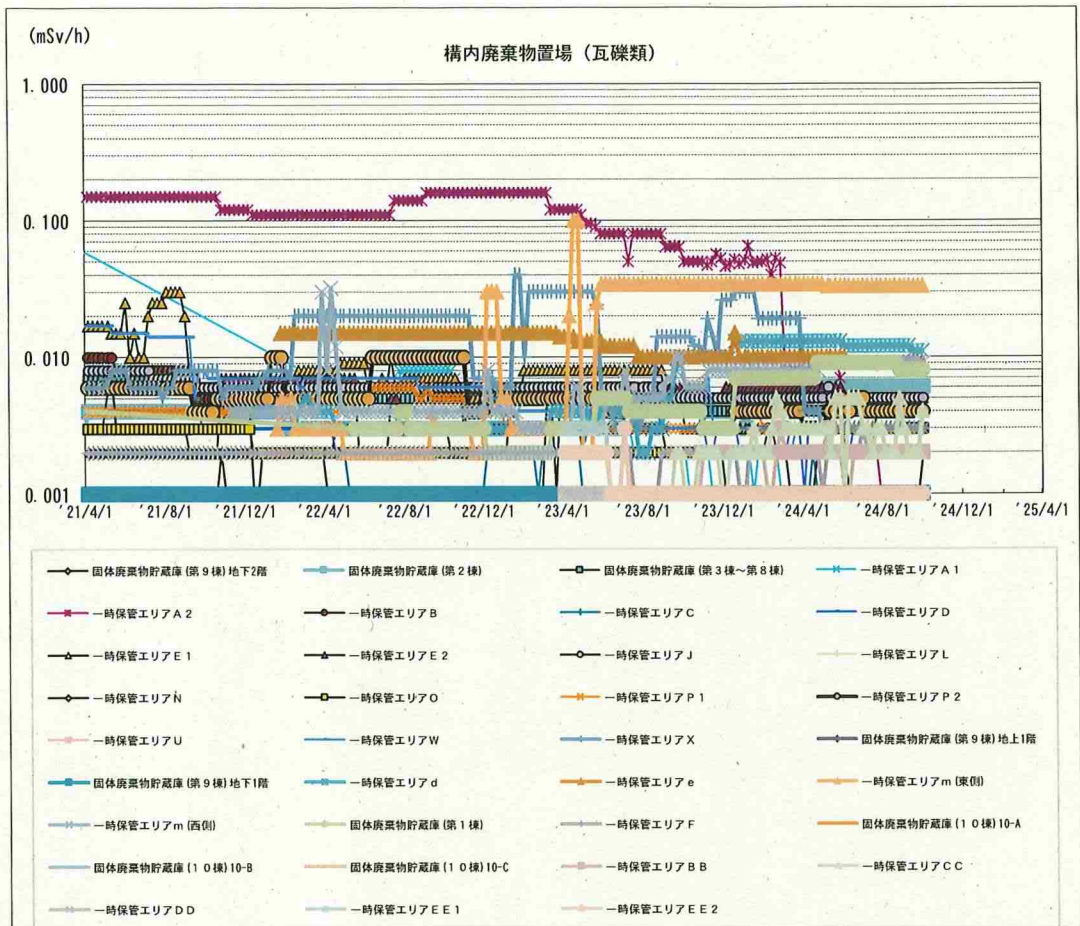 (mSv/h)
構内廃棄物置場（瓦礫類）
1.000
0.100
0.010
0.001
'21/4/1 '21/8/1 '21/12/1 '22/4/1 '22/8/1 '22/12/1 '23/4/1 '23/8/1 '23/12/1 '24/4/1 '24/8/1 '24/12/1 '25/4/1
固体廃棄物貯蔵庫(第９棟)地下2階 固体廃棄物貯蔵庫(第２棟) 固体廃棄物貯蔵庫(第３棟～第８棟) 一時保管エリアＡ１
一時保管エリアＡ２ 一時保管エリアＢ 一時保管エリアＣ 一時保管エリアＤ
一時保管エリアＥ１ 一時保管エリアＥ２ 一時保管エリアＪ 一時保管エリアＬ
一時保管エリアＮ 一時保管エリアＯ 一時保管エリアＰ１ 一時保管エリアＰ２
一時保管エリアＵ 一時保管エリアＷ 一時保管エリアＸ 固体廃棄物貯蔵庫(第９棟)地上1階
固体廃棄物貯蔵庫(第９棟)地下1階 一時保管エリアｄ 一時保管エリアｅ 一時保管エリアｍ(東側)
一時保管エリアｍ(西側) 固体廃棄物貯蔵庫(第１棟) 一時保管エリアＦ 固体廃棄物貯蔵庫(１０棟)10-A
固体廃棄物貯蔵庫(１０棟)10-B 固体廃棄物貯蔵庫(１０棟)10-C 一時保管エリアＢＢ 一時保管エリアＣＣ
一時保管エリアＤＤ 一時保管エリアＥＥ１ 一時保管エリアＥＥ２